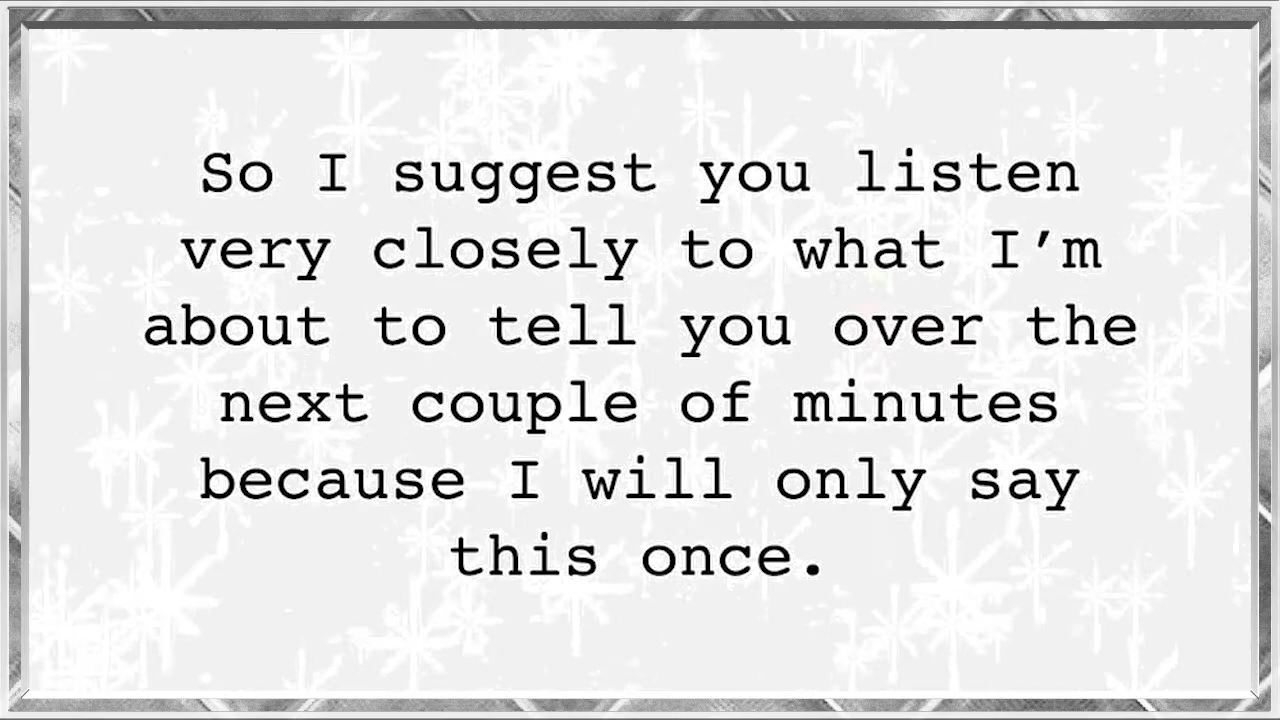 So I suggest you listen
very closely to what I’m
about to tell you over the
next couple of minutes
because I will only say
this once.